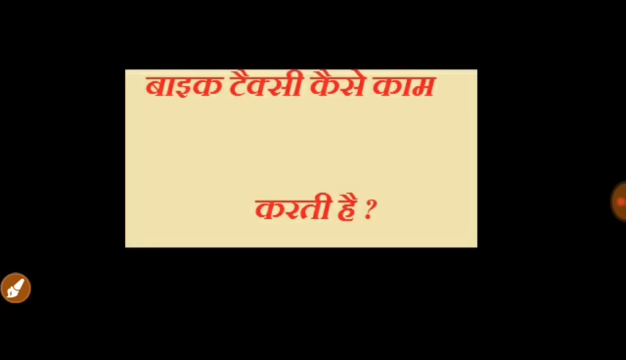 बाइक टैक्सी कैसे काम
करती है ?